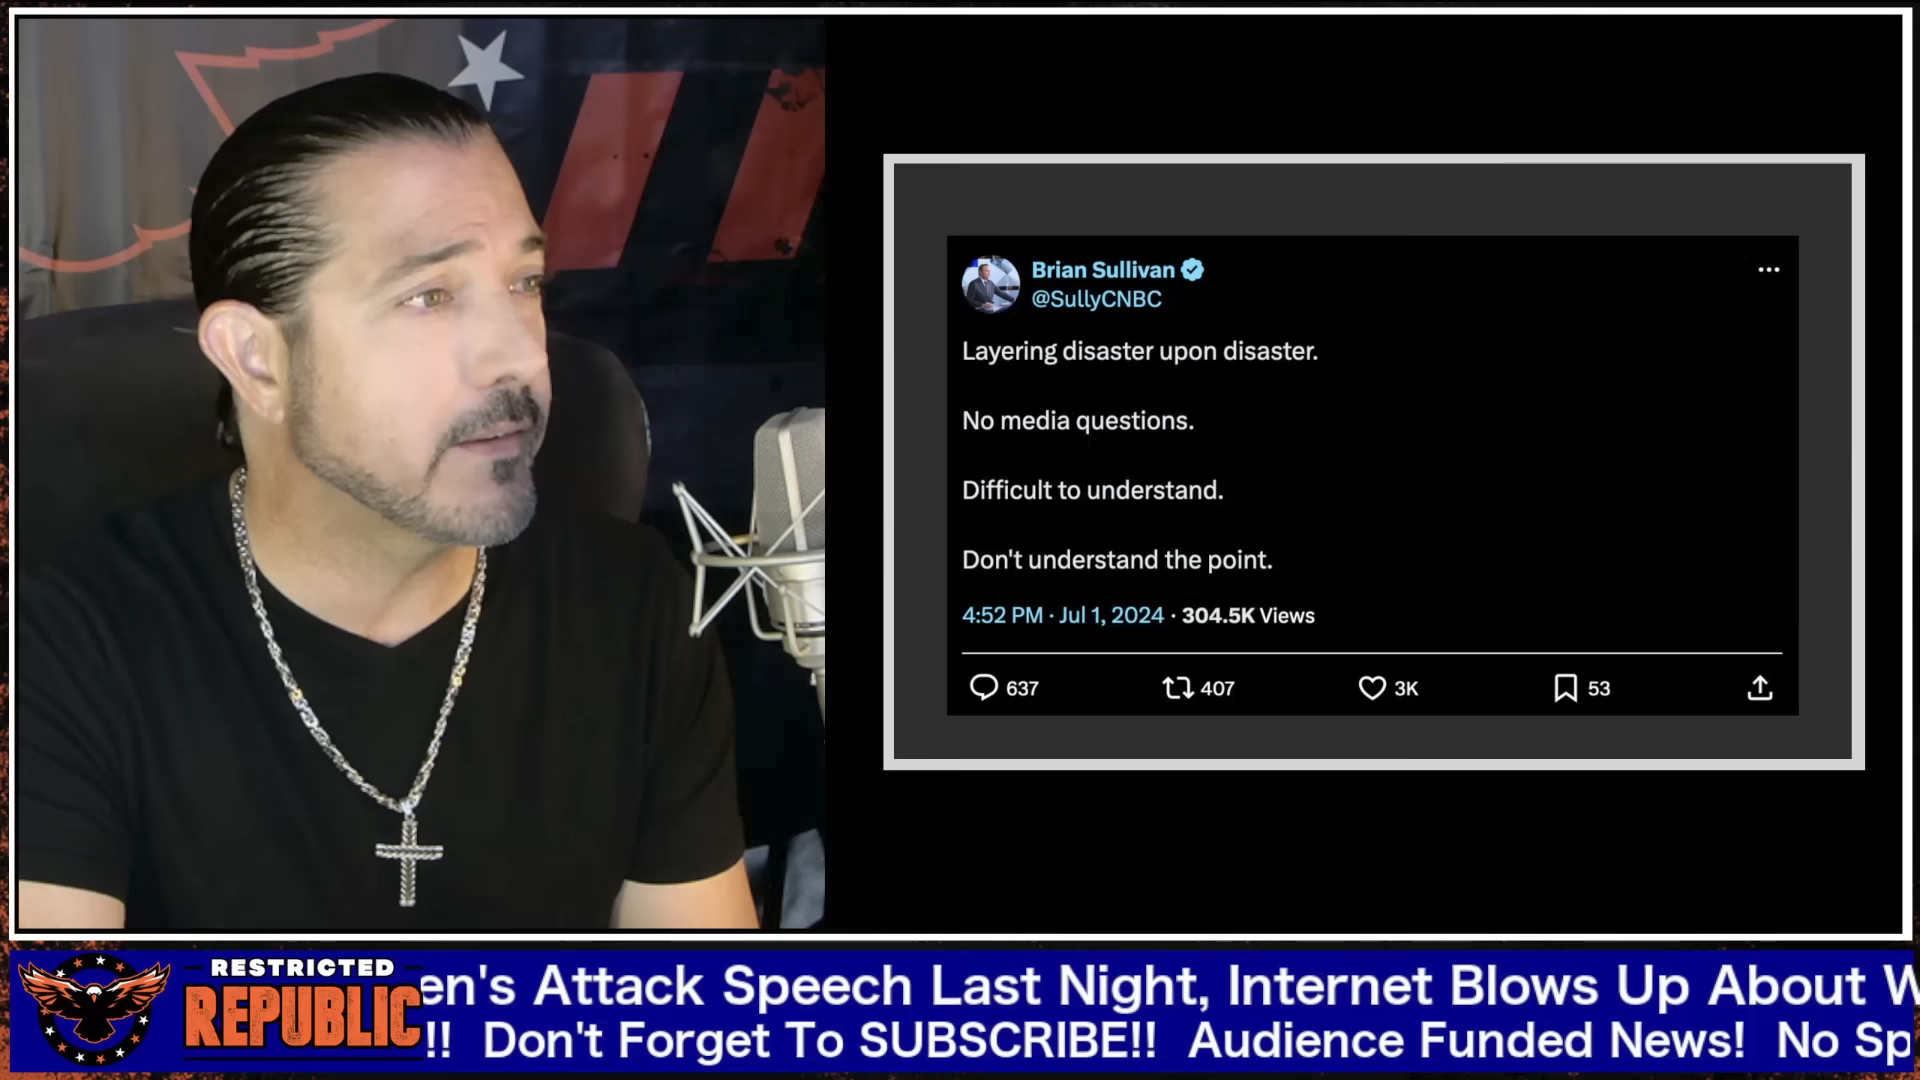 Brian Sullivan
@SullyCNBC
Layering disaster upon disaster.
No media questions.
Difficult to understand.
Don't understand the point.
4:52 PM · Jul 1, 2024 · 304.5K Views
637 407 3K 53
RESTRICTED
REPUBLIC
en's Attack Speech Last Night, Internet Blows Up About W
!! Don't Forget To SUBSCRIBE!! Audience Funded News! No Sp